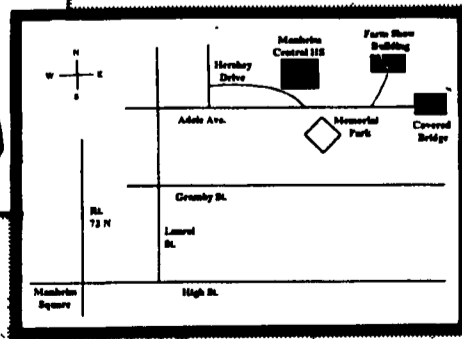 N
W E
S
Hershey
Drive
Manheim
Central HS
Farm Show
Building
Adele Ave.
Memorial
Park
Covered
Bridge
Gramby St.
Rt.
72 N
Laurel
St.
Manheim
Square
High St.